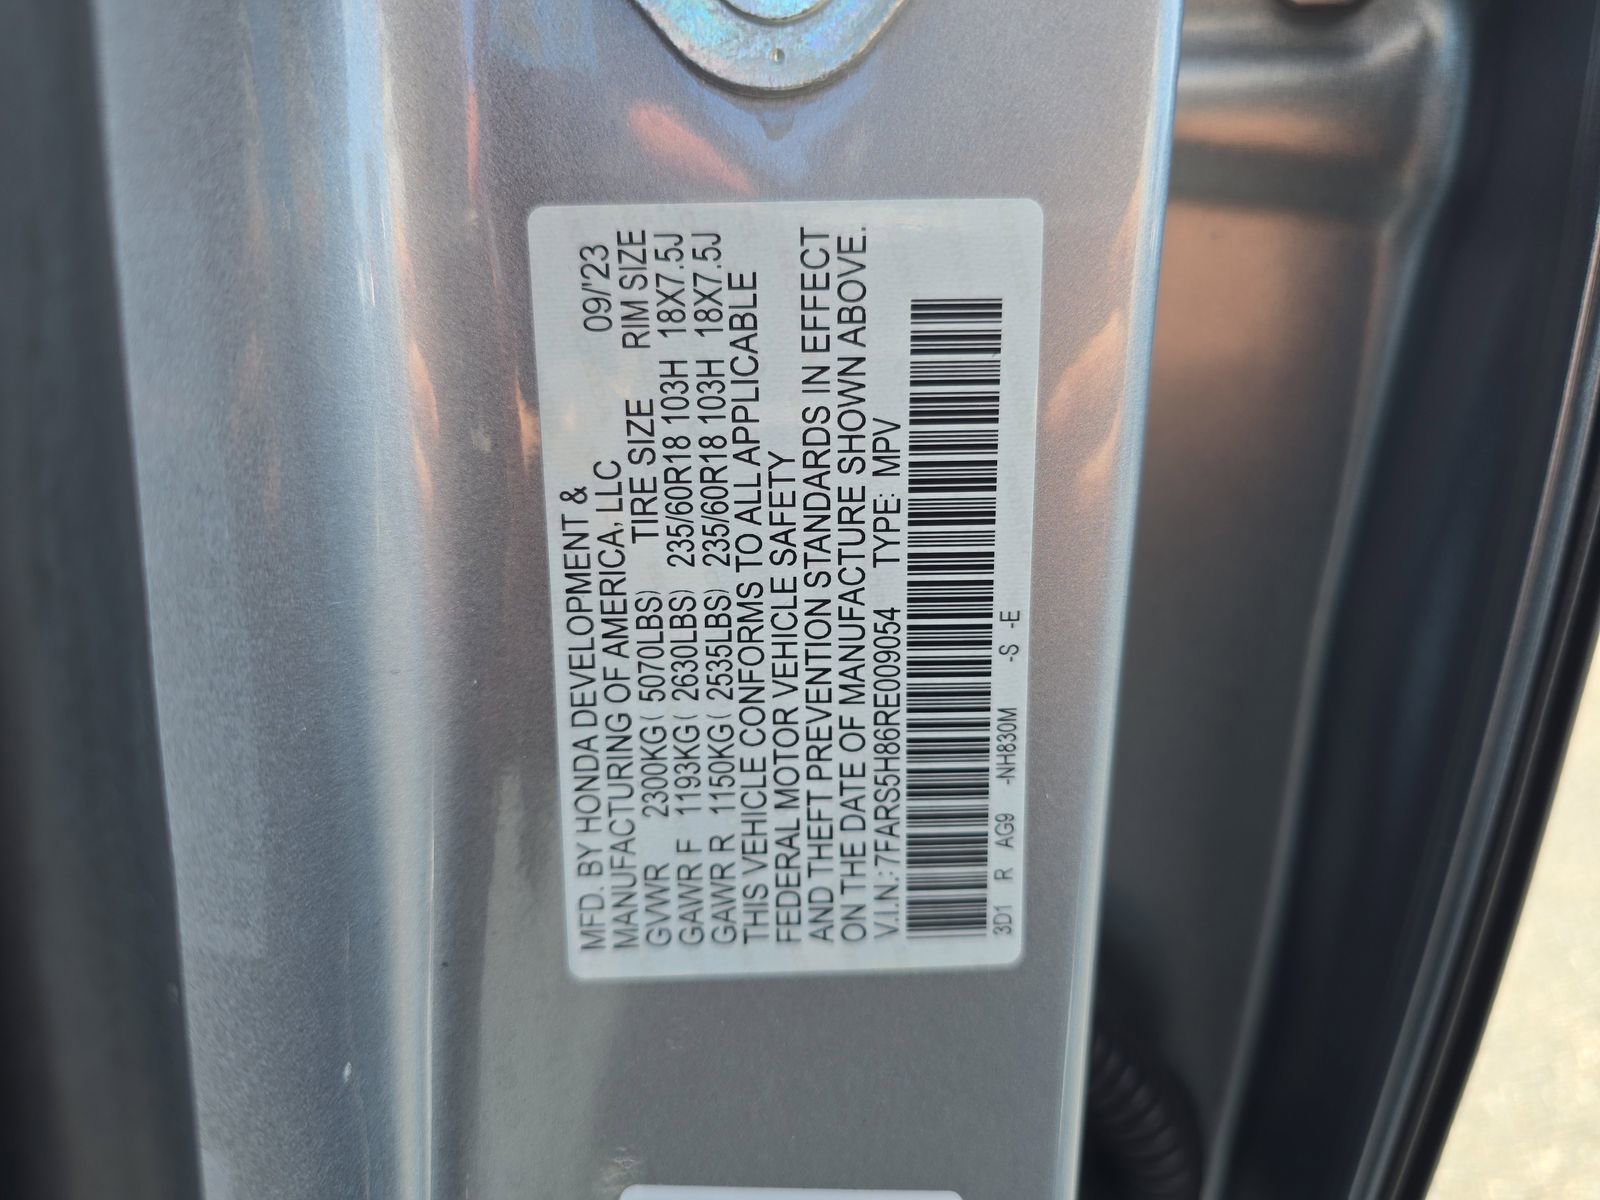 MFD. BY HONDA DEVELOPMENT &
MANUFACTURING OF AMERICA, LLC 09/'23
GVWR 2300KG ( 5070LBS) TIRE SIZE RIM SIZE
GAWR F 1193KG ( 2630LBS) 235/60R18 103H 18X7.5J
GAWR R 1150KG ( 2535LBS) 235/60R18 103H 18X7.5J
THIS VEHICLE CONFORMS TO ALL APPLICABLE
FEDERAL MOTOR VEHICLE SAFETY
AND THEFT PREVENTION STANDARDS IN EFFECT
ON THE DATE OF MANUFACTURE SHOWN ABOVE.
V.I.N.: 7FARS5H86RE009054 TYPE: MPV
3D1 R AG9 -NH830M -S -E